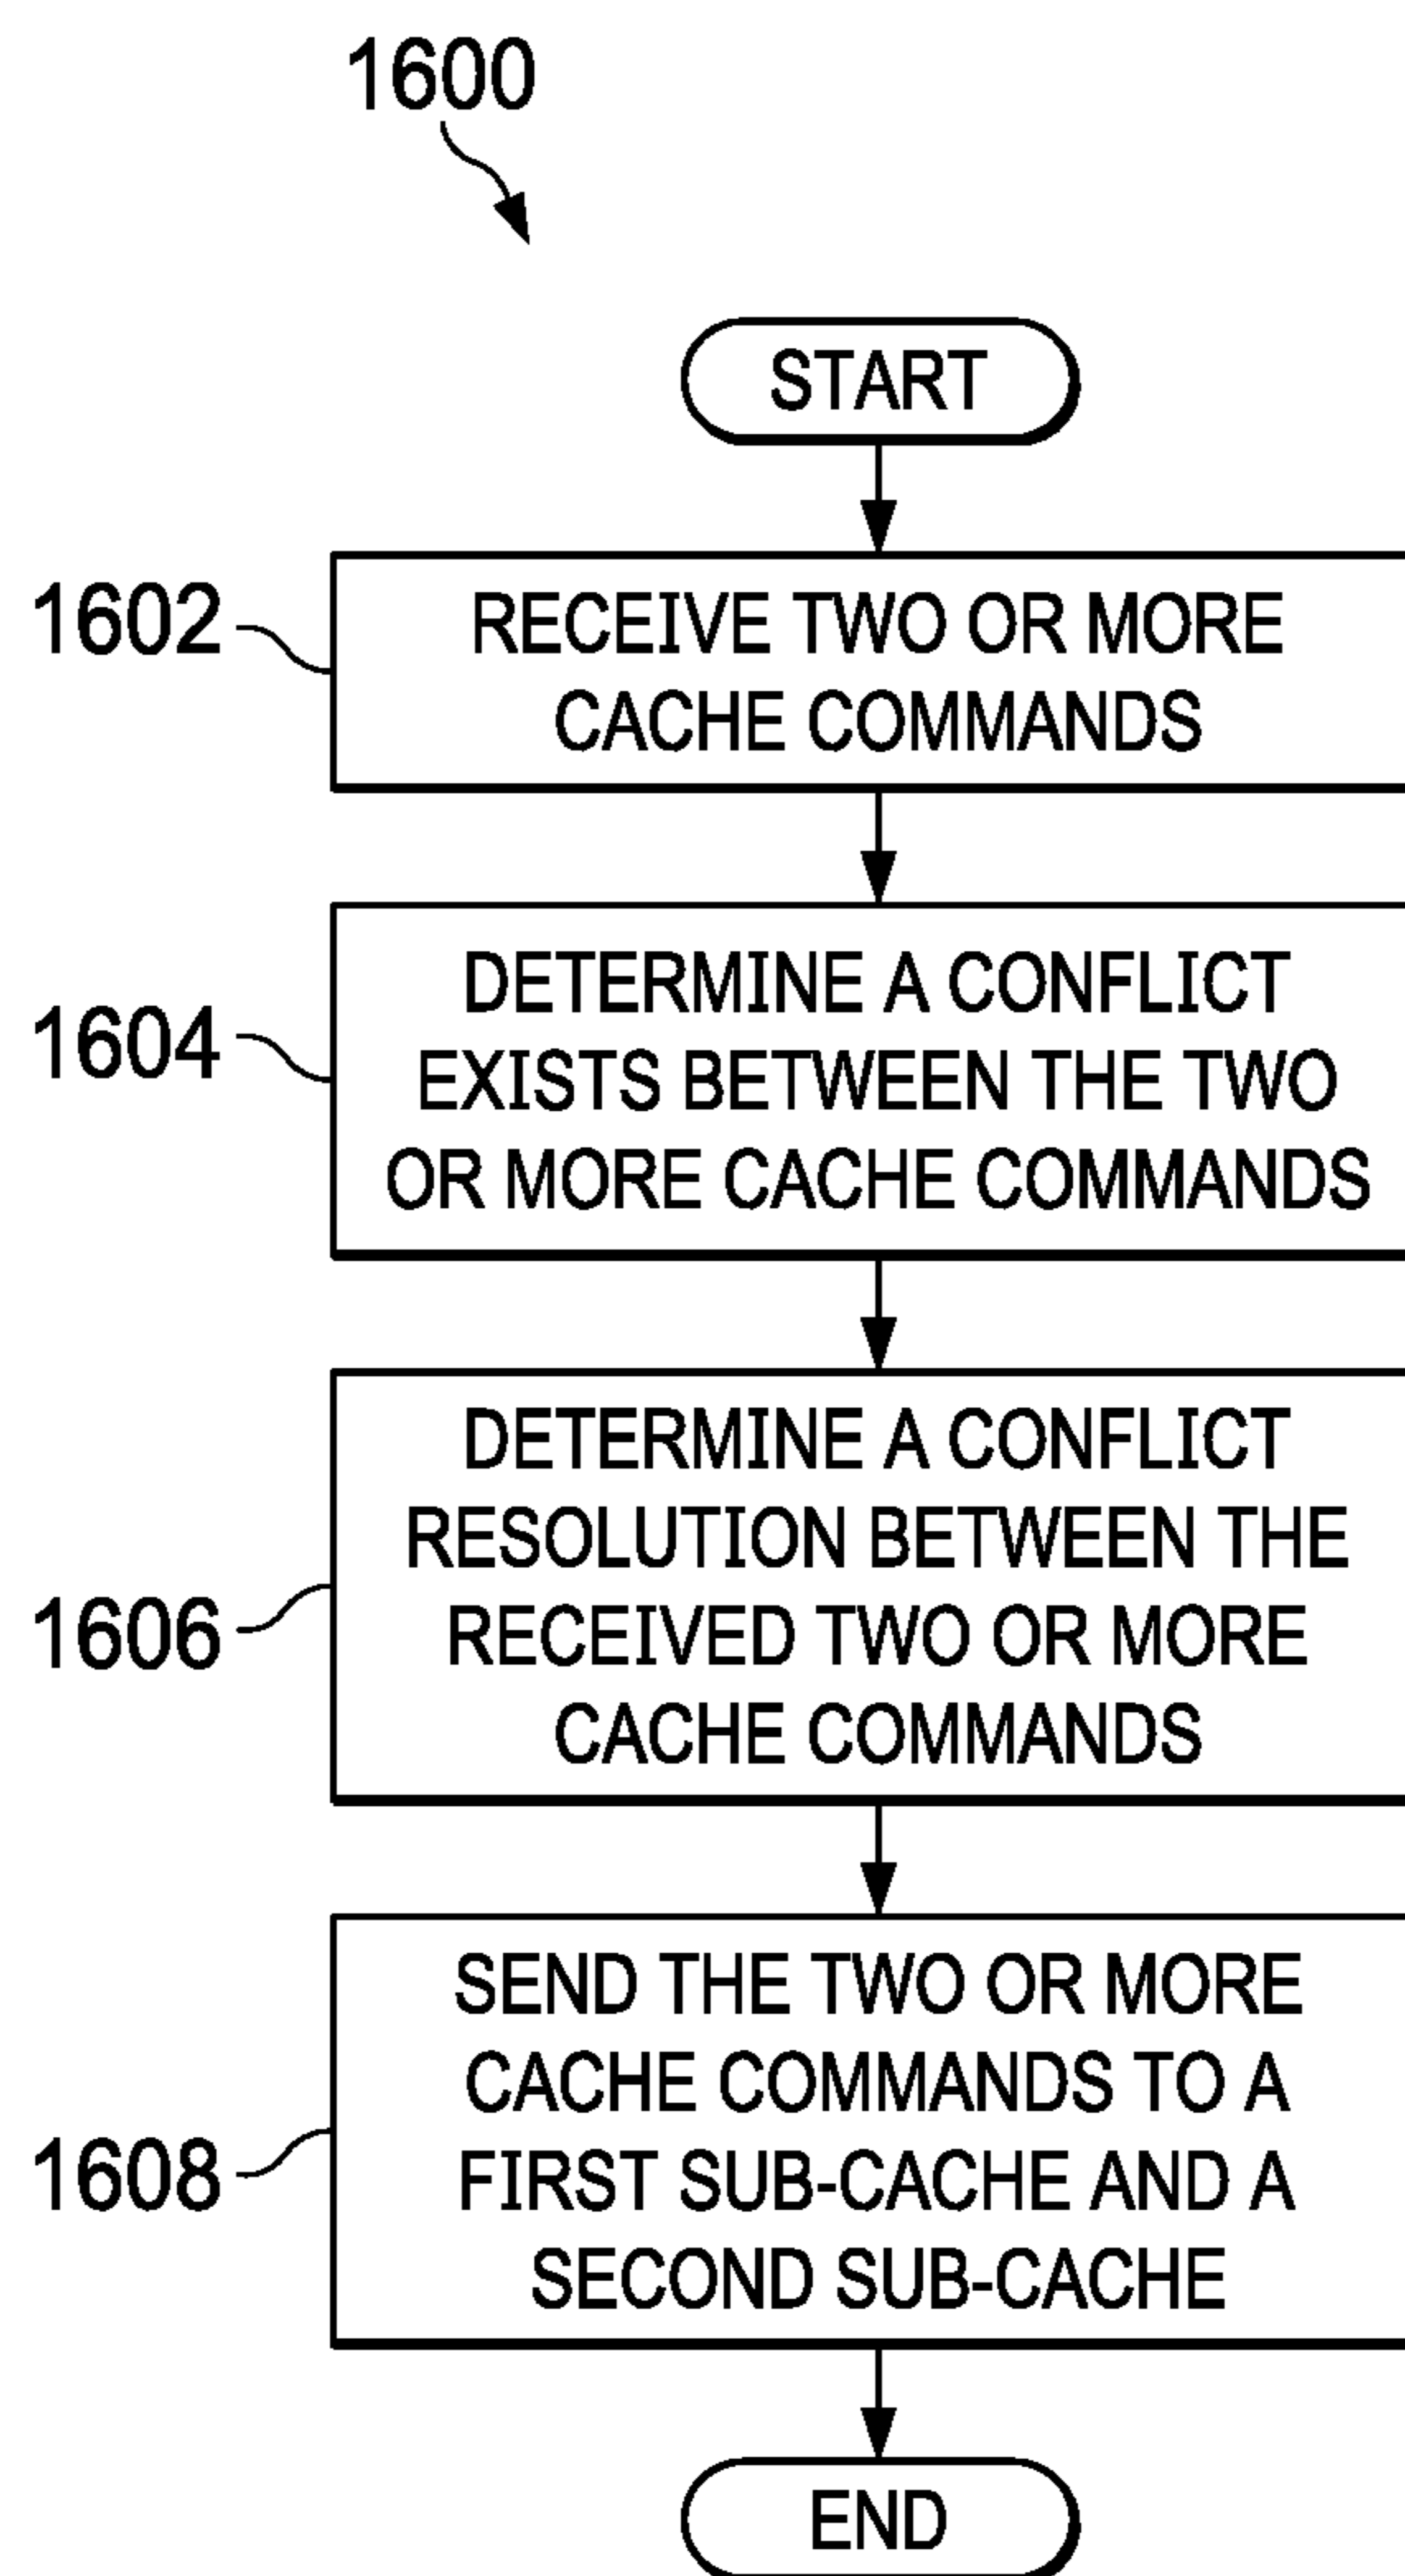 1600
START
1602
RECEIVE TWO OR MORE
CACHE COMMANDS
1604
DETERMINE A CONFLICT
EXISTS BETWEEN THE TWO
OR MORE CACHE COMMANDS
1606
DETERMINE A CONFLICT
RESOLUTION BETWEEN THE
RECEIVED TWO OR MORE
CACHE COMMANDS
1608
SEND THE TWO OR MORE
CACHE COMMANDS TO A
FIRST SUB-CACHE AND A
SECOND SUB-CACHE
END